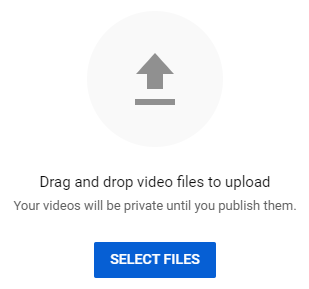 Drag and drop video files to upload
Your videos will be private until you publish them.
SELECT FILES